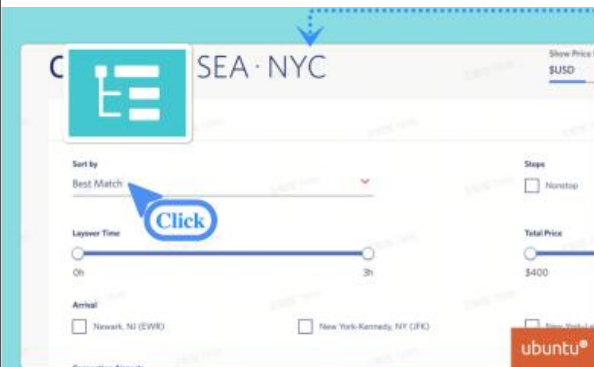 SEA · NYC
Show Price
$USD
Sort by
Best Match
Stops
Nonstop
Click
Layover Time
Total Price
0h
3h
$400
Arrival
Newark, NJ (EWR)
New York-Kennedy, NY (JFK)
ubuntu®